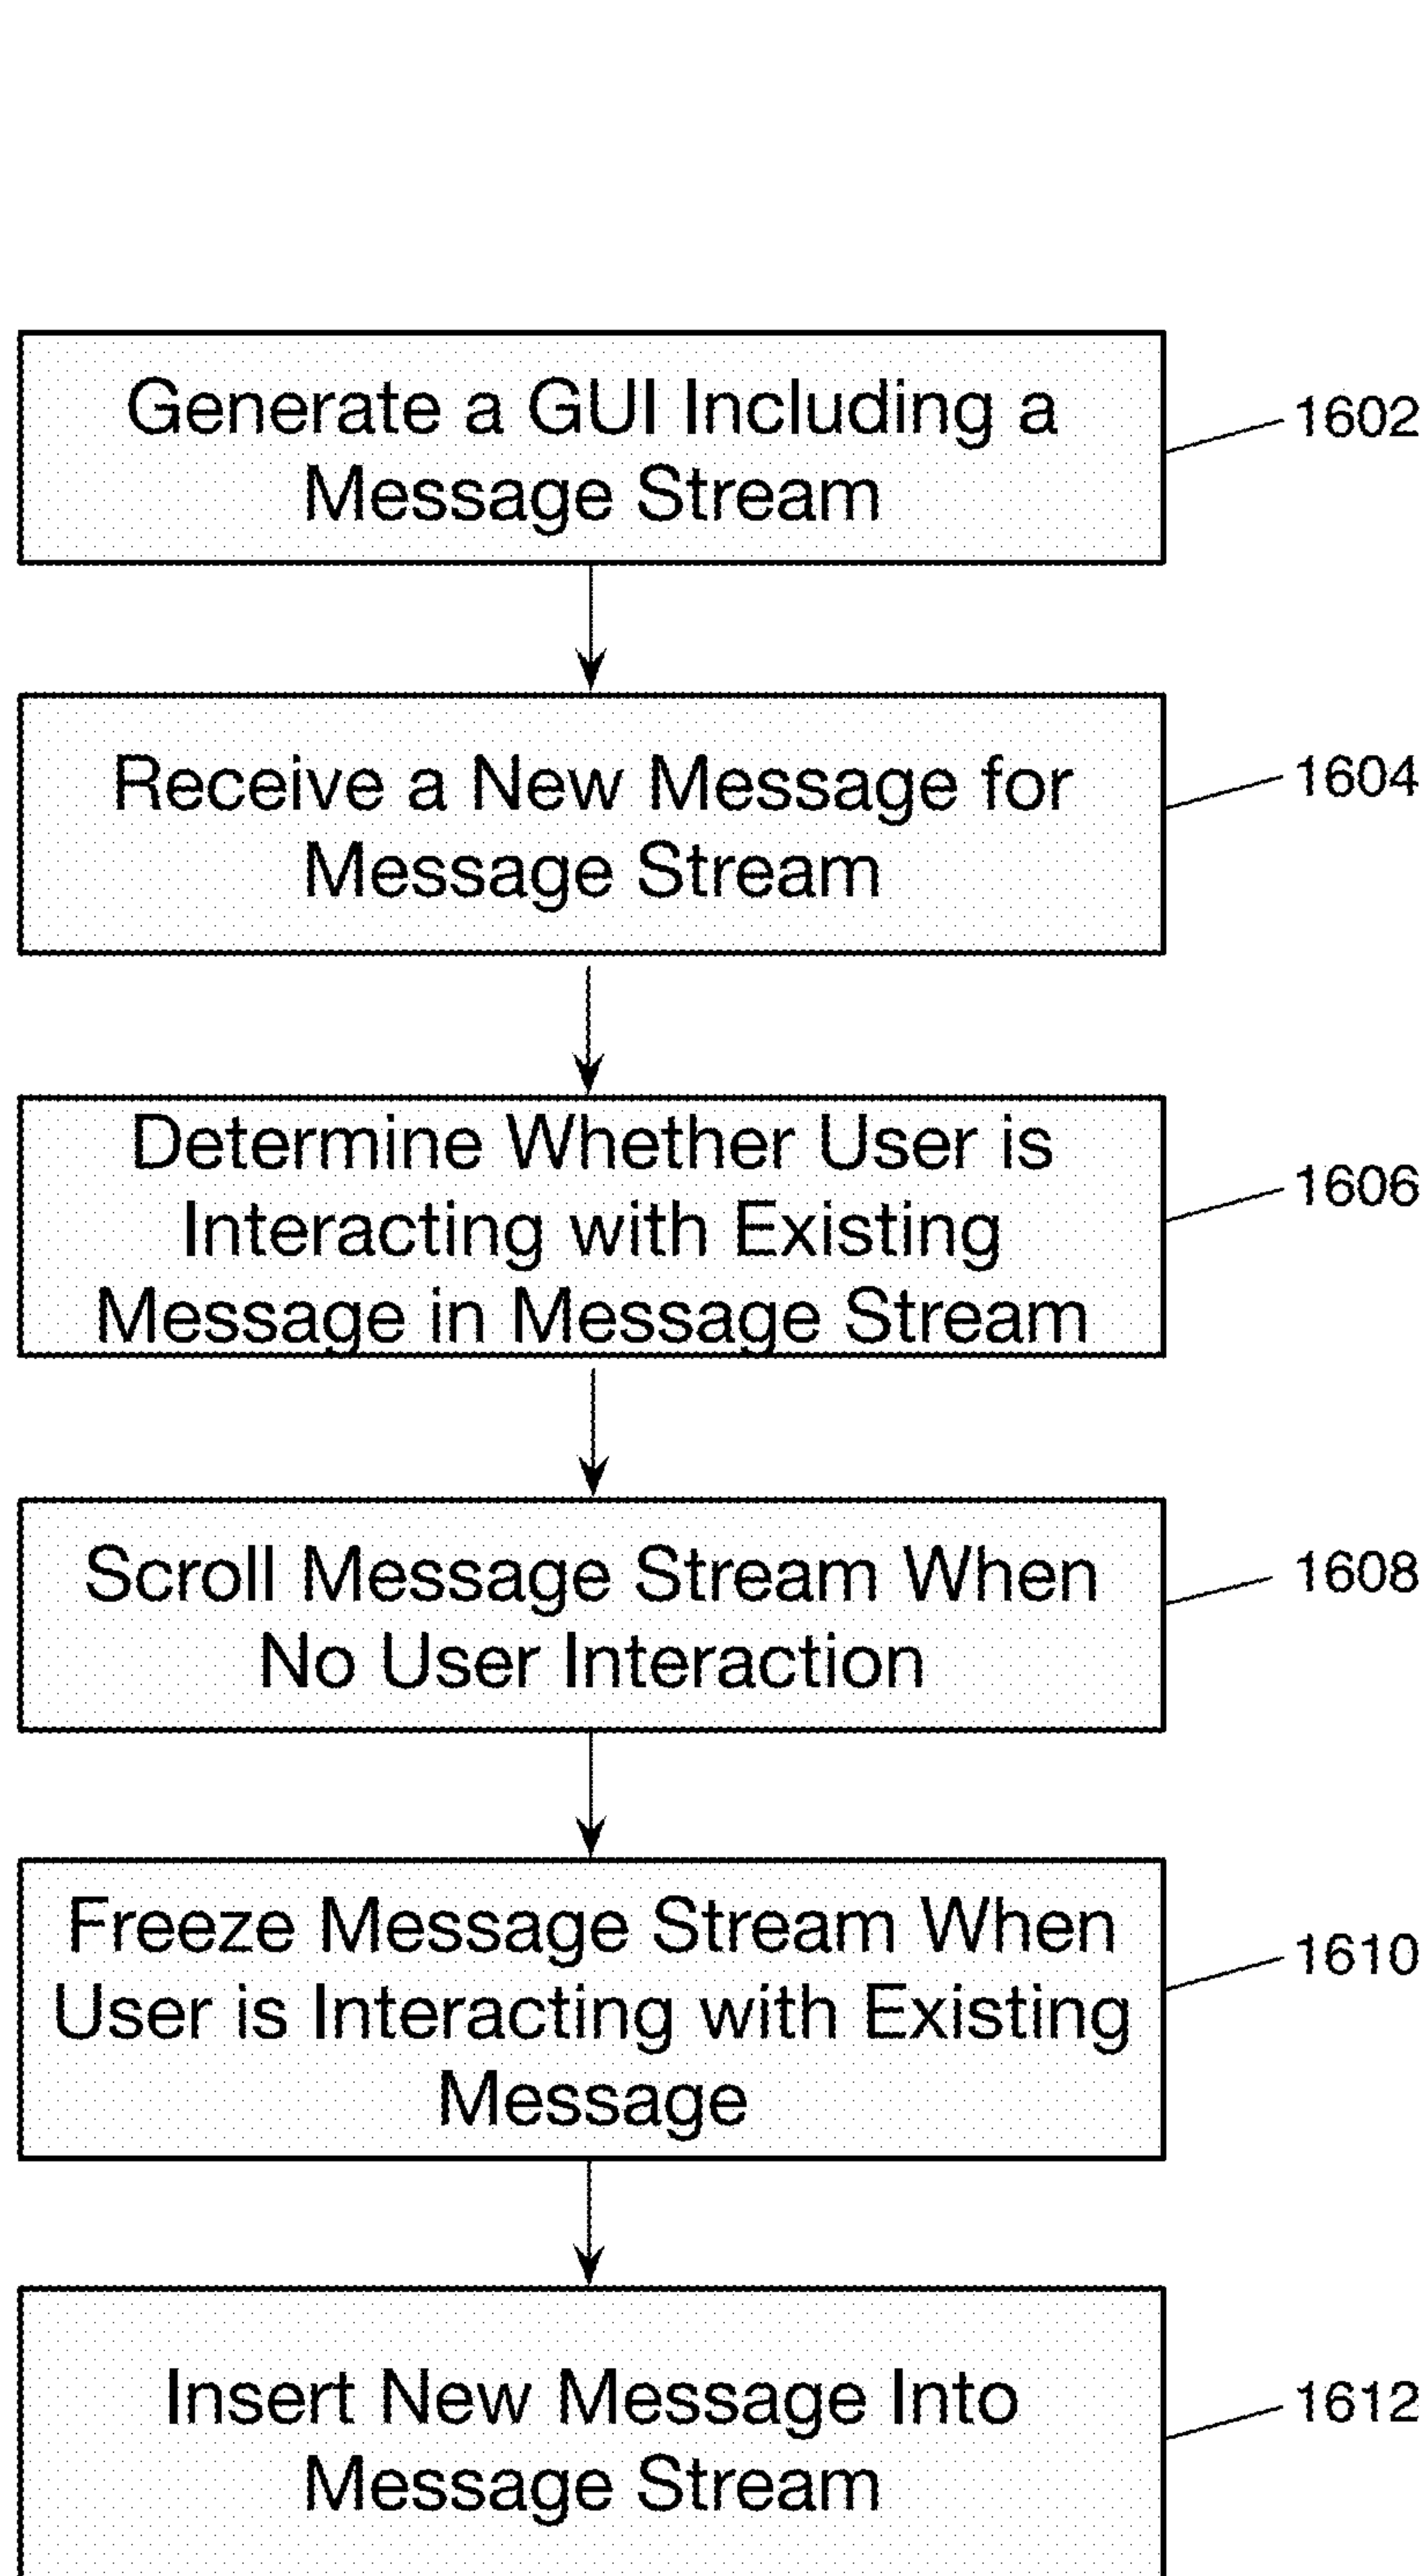 Generate a GUI Including a
Message Stream
1602
Receive a New Message for
Message Stream
1604
Determine Whether User is
Interacting with Existing
Message in Message Stream
1606
Scroll Message Stream When
No User Interaction
1608
Freeze Message Stream When
User is Interacting with Existing
Message
1610
Insert New Message Into
Message Stream
1612